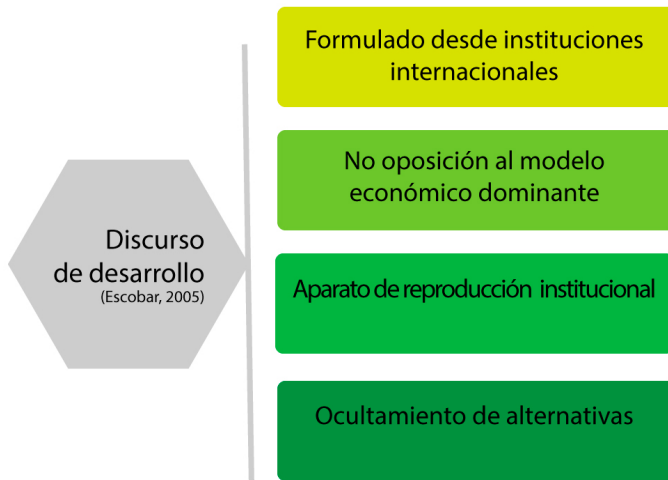 Discurso
de desarrollo
(Escobar, 2005)
Formulado desde instituciones
internacionales
No oposición al modelo
económico dominante
Aparato de reproducción institucional
Ocultamiento de alternativas